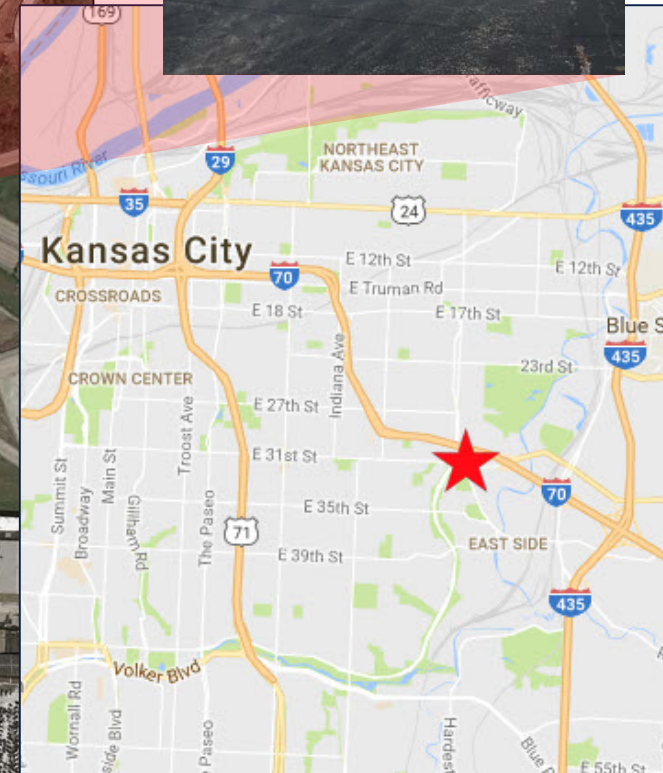 169
afficway
NORTHEAST
KANSAS CITY
29
ssouri River
35
24
435
Kansas City
E 12th St
E 12th St
70
E Truman Rd
CROSSROADS
E 18 St
E 17th St
Blue S
435
Indiana Ave
23rd St
CROWN CENTER
E 27th St
Troost Ave
E 31st St
Summit St
Broadway
Main St
Gillham Rd
The Paseo
70
E 35th St
71
EAST SIDE
E 39th St
435
Volker Blvd
Wornall Rd
side Blvd
Paseo
Hardes
Blue
E 55th St